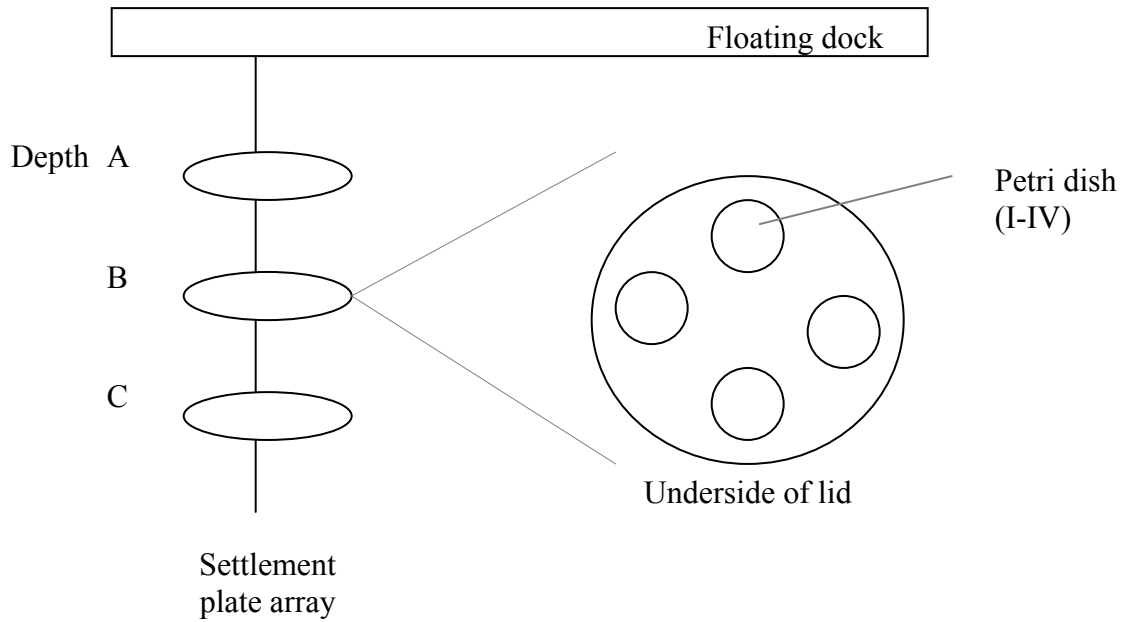 Floating dock
Depth A
Petri dish
(I-IV)
B
C
Underside of lid
Settlement
plate array